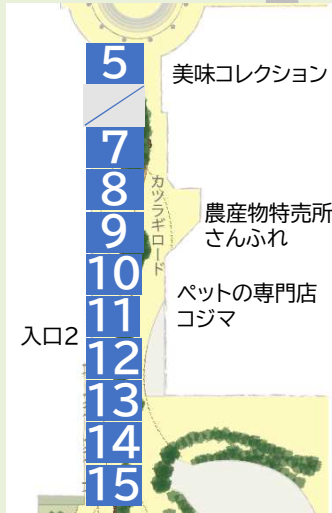 5
美味コレクション
7
8
カツラギロード
農産物特売所
さんふれ
9
10
ペットの専門店
コジマ
11
入口2
12
13
14
15